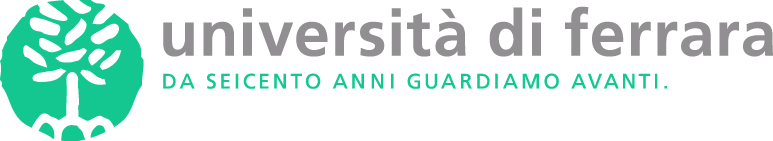 università di ferrara
DA SEICENTO ANNI GUARDIAMO AVANTI.